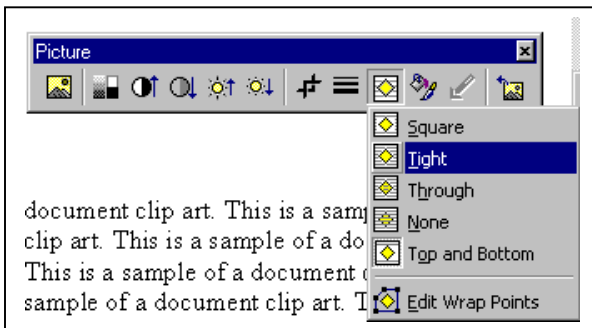 Picture
Square
Tight
Through
None
Top and Bottom
Edit Wrap Points
document clip art. This is a samp
clip art. This is a sample of a do
This is a sample of a document
sample of a document clip art. T